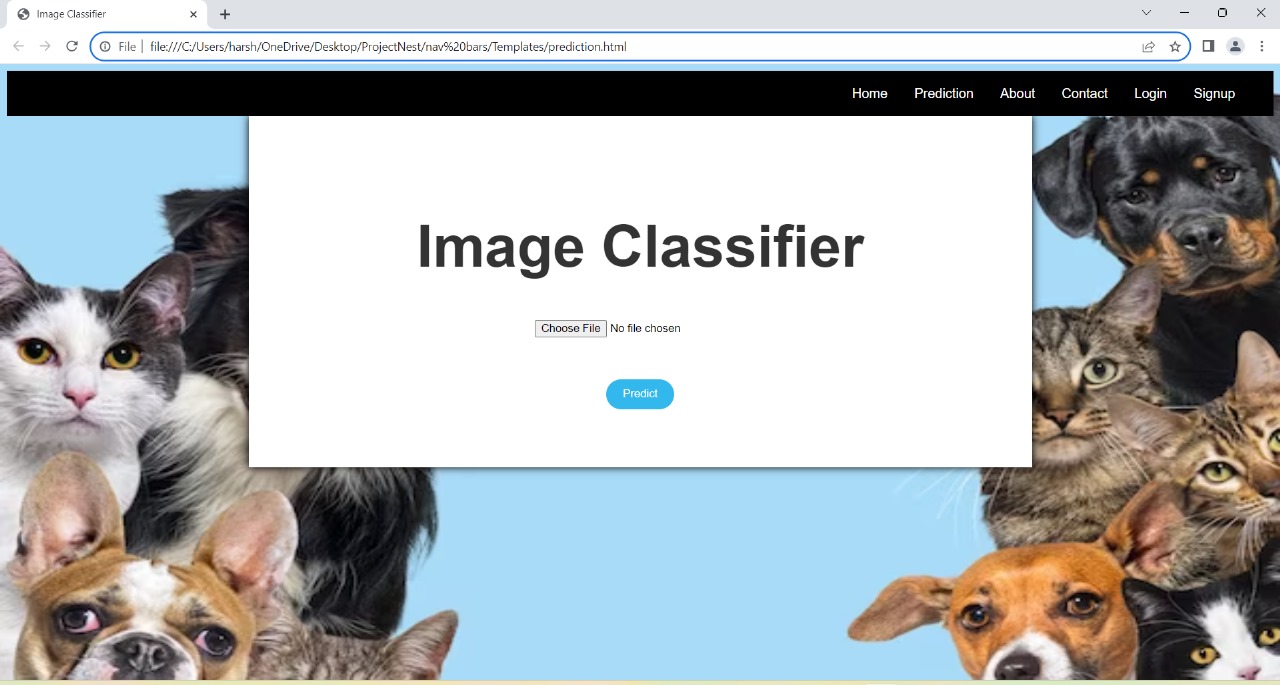 Image Classifier
File file:///C:/Users/harsh/OneDrive/Desktop/ProjectNest/nav%20bars/Templates/prediction.html
Home Prediction About Contact Login Signup
Image Classifier
Choose File No file chosen
Predict